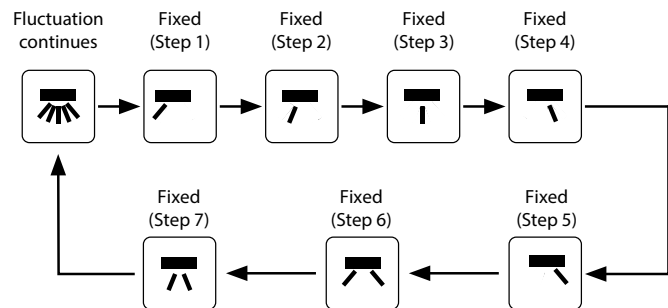 Fluctuation
continues
Fixed
(Step 1)
Fixed
(Step 2)
Fixed
(Step 3)
Fixed
(Step 4)
Fixed
(Step 7)
Fixed
(Step 6)
Fixed
(Step 5)